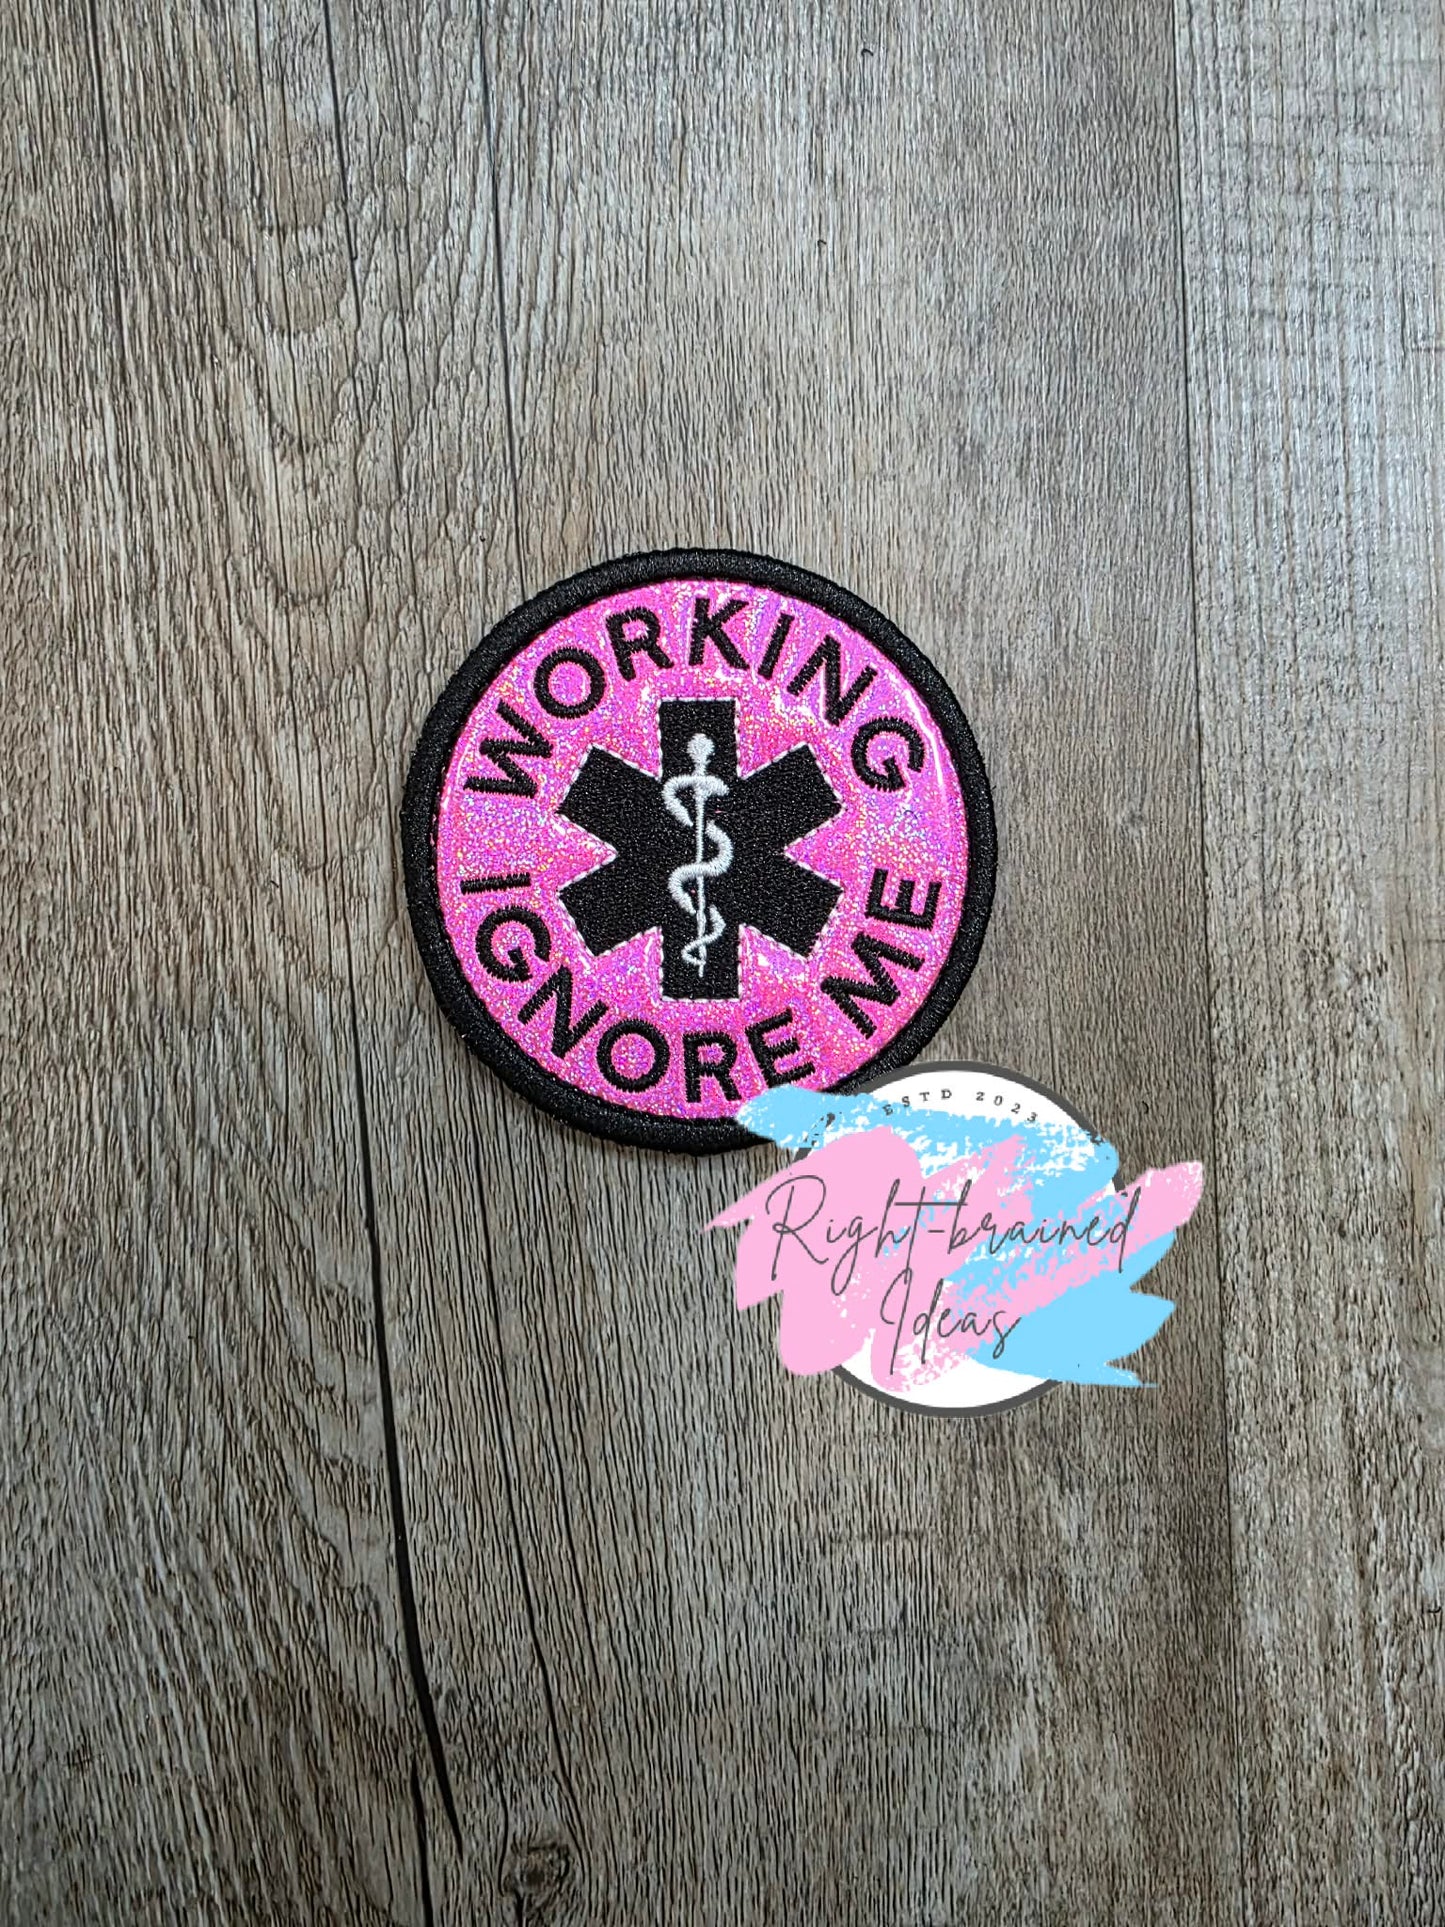 WORKING
IGNORE ME
ESTD 2023
Right-brained
Ideas